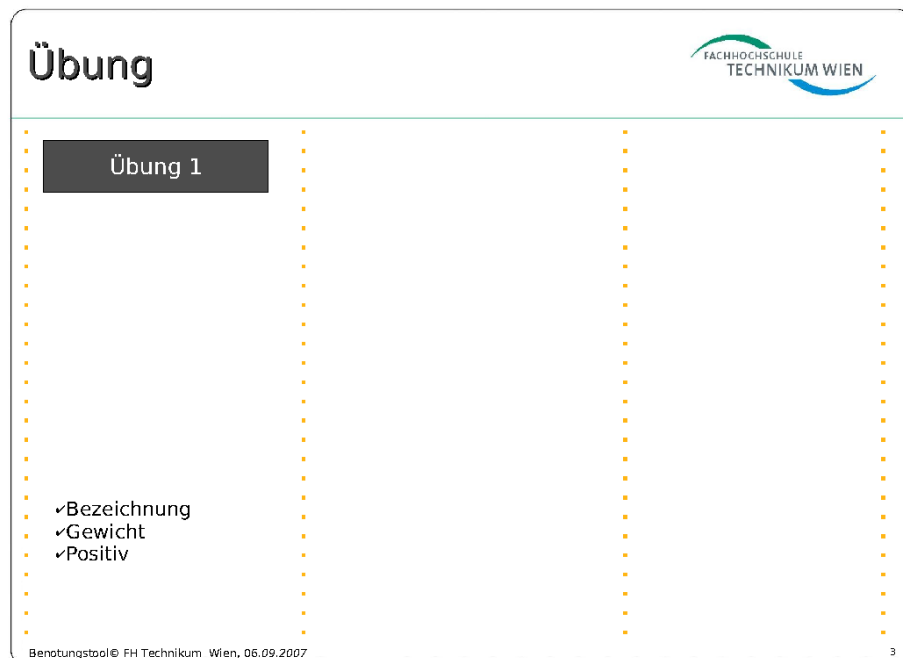 Übung
FACHHOCHSCHULE
TECHNIKUM WIEN
Übung 1
✓Bezeichnung
✓Gewicht
✓Positiv
Benotungstool© FH Technikum Wien, 06.09.2007
3